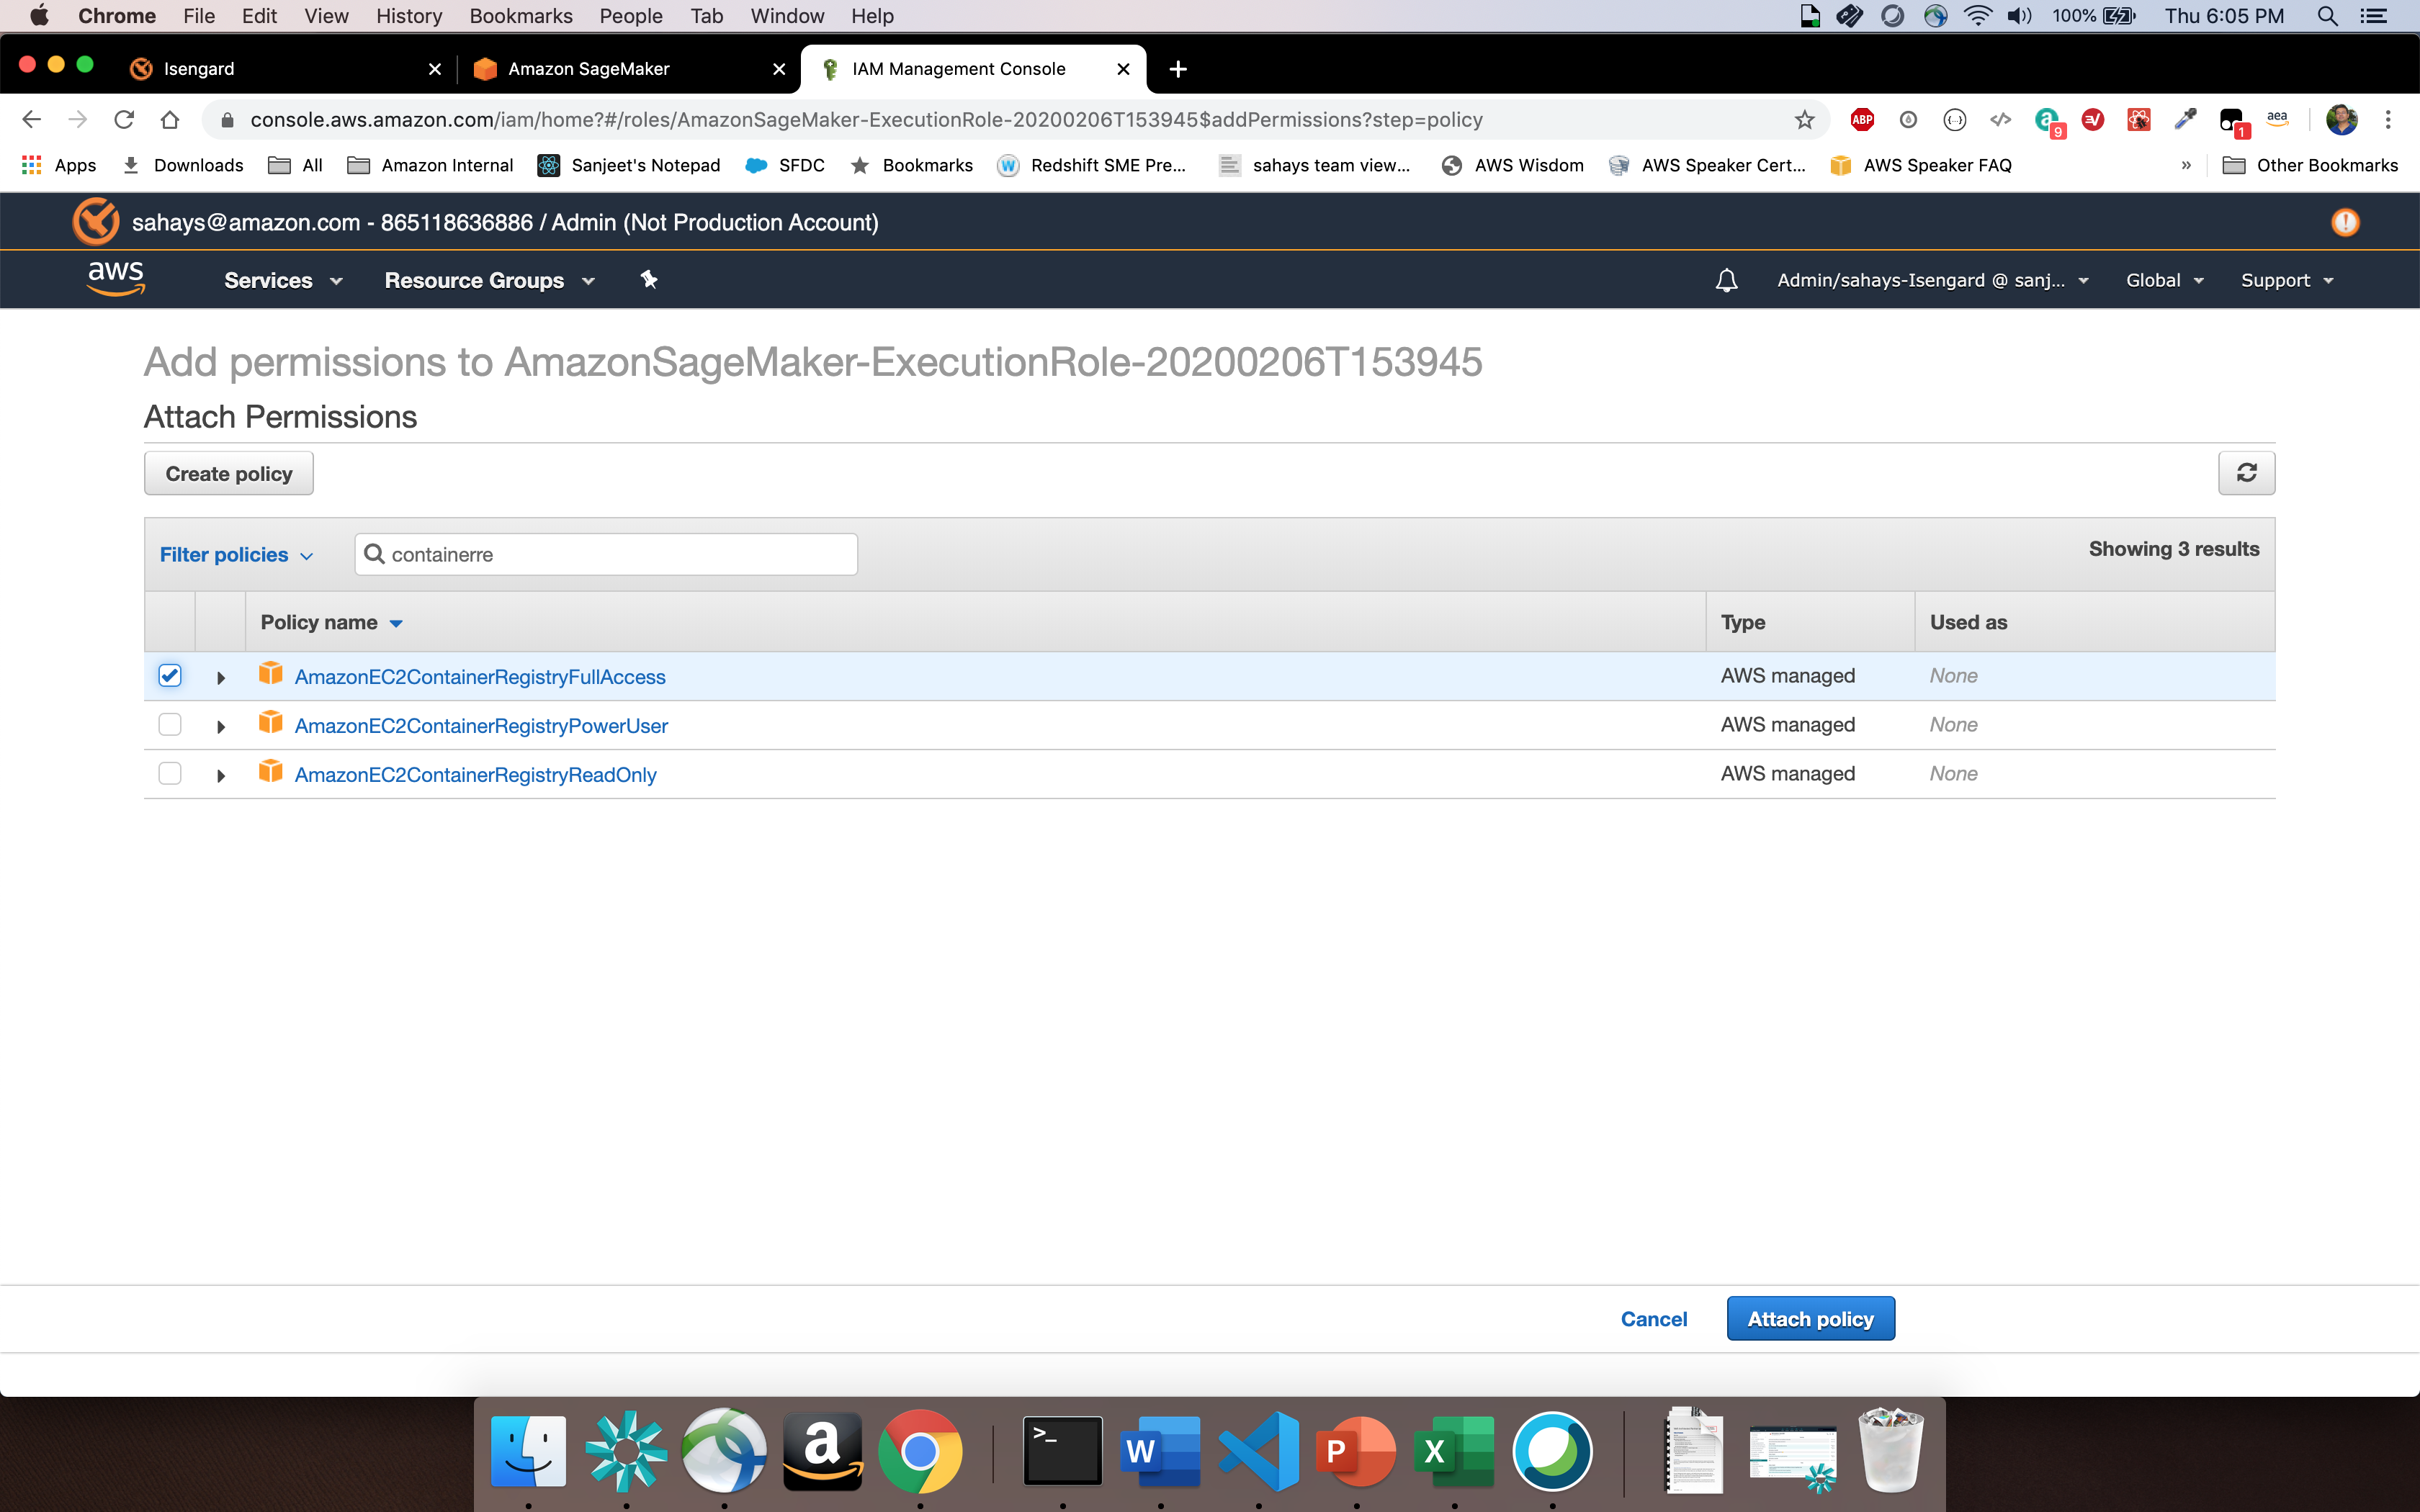 Chrome File Edit View History Bookmarks People Tab Window Help 100% Thu 6:05 PM
Isengard Amazon SageMaker IAM Management Console
console.aws.amazon.com/iam/home?#/roles/AmazonSageMaker-ExecutionRole-20200206T153945$addPermissions?step=policy ABP 9 1 aea
Apps Downloads All Amazon Internal Sanjeet's Notepad SFDC Bookmarks Redshift SME Pre... sahays team view... AWS Wisdom AWS Speaker Cert... AWS Speaker FAQ » Other Bookmarks
sahays@amazon.com - 865118636886 / Admin (Not Production Account)
aws Services Resource Groups Admin/sahays-Isengard @ sanj... Global Support
Add permissions to AmazonSageMaker-ExecutionRole-20200206T153945
Attach Permissions
Create policy
Filter policies containerre Showing 3 results
Policy name Type Used as
AmazonEC2ContainerRegistryFullAccess AWS managed None
AmazonEC2ContainerRegistryPowerUser AWS managed None
AmazonEC2ContainerRegistryReadOnly AWS managed None
Cancel Attach policy
a >_ W P X